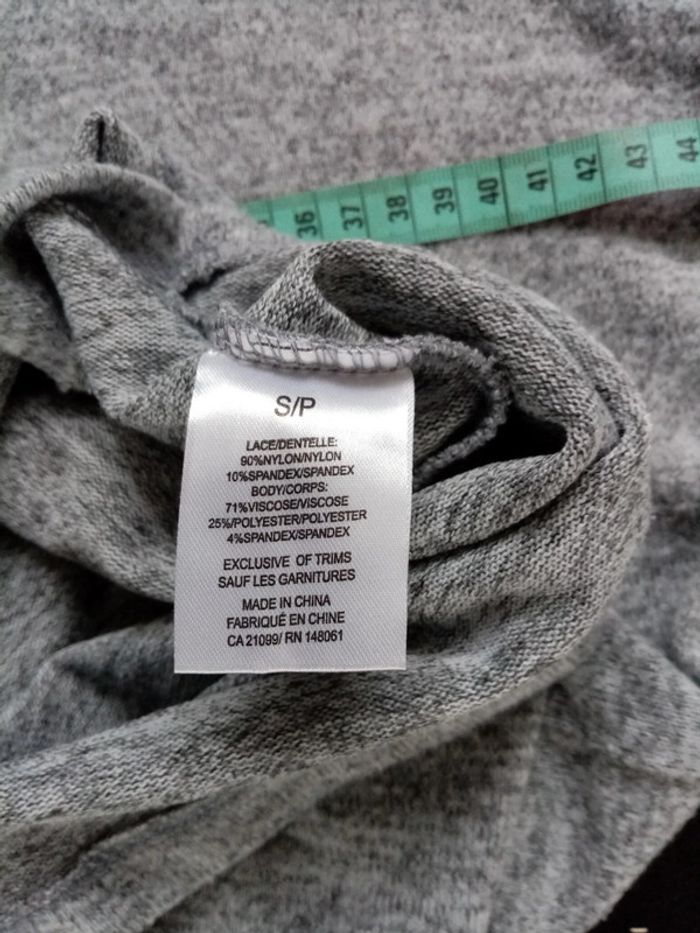 36 37 38 39 40 41 42 43 44
S/P
LACE/DENTELLE:
90%NYLON/NYLON
10%SPANDEX/SPANDEX
BODY/CORPS:
71%VISCOSE/VISCOSE
25%/POLYESTER/POLYESTER
4%SPANDEX/SPANDEX
EXCLUSIVE OF TRIMS
SAUF LES GARNITURES
MADE IN CHINA
FABRIQUÉ EN CHINE
CA 21099/ RN 148061